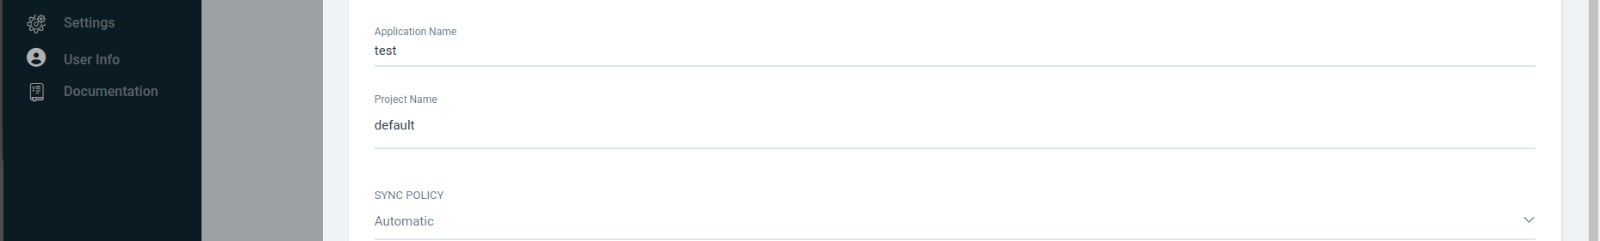 Settings
User Info
Documentation
Application Name
test
Project Name
default
SYNC POLICY
Automatic